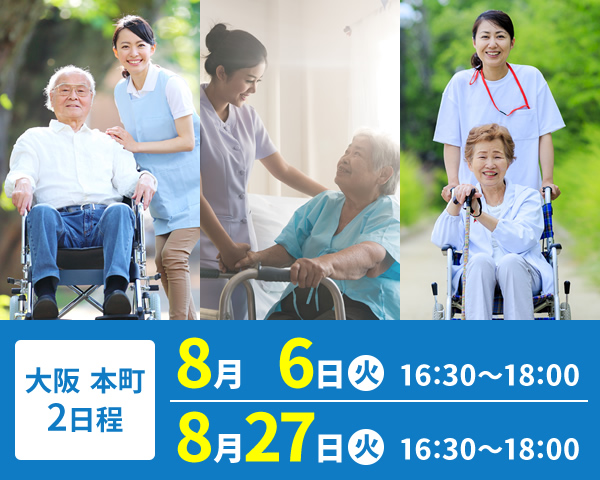 大阪 本町
2日程
8月 6日 火 16:30～18:00
8月27日 火 16:30～18:00